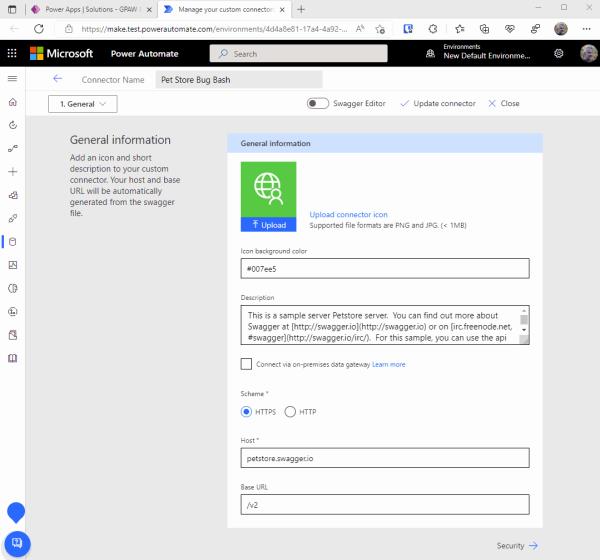 Power Apps | Solutions - GPAW
Manage your custom connector
https://make.test.powerautomate.com/environments/4d4a8e81-17a4-4a92-...
Microsoft
Power Automate
Search
Environments
New Default Environme...
Connector Name
Pet Store Bug Bash
1. General
Swagger Editor
Update connector
Close
General information
Add an icon and short
description to your custom
connector. Your host and base
URL will be automatically
generated from the swagger
file.
General information
Upload
Upload connector icon
Supported file formats are PNG and JPG. (< 1MB)
Icon background color
#007ee5
Description
This is a sample server Petstore server.  You can find out more about
Swagger at [http://swagger.io](http://swagger.io) or on [irc.freenode.net,
#swagger](http://swagger.io/irc/).  For this sample, you can use the api
Connect via on-premises data gateway Learn more
Scheme *
HTTPS
HTTP
Host *
petstore.swagger.io
Base URL
/v2
Security